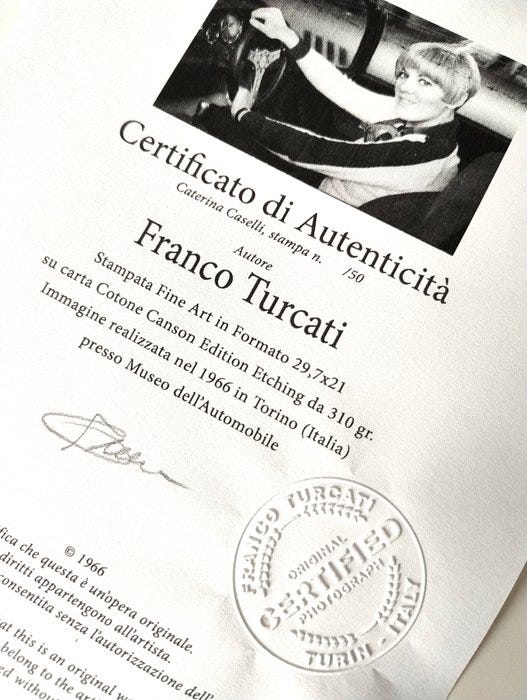 Certificato di Autenticità
Caterina Caselli, stampa n. /50
Autore
Franco Turcati
Stampata Fine Art in Formato 29,7x21
su carta Cotone Canson Edition Etching da 310 gr.
Immagine realizzata nel 1966 in Torino (Italia)
presso Museo dell'Automobile
FRANCO TURCATI
ORIGINAL
CERTIFIED
PHOTOGRAPH
TURIN - ITALY
© 1966
che questa è un'opera originale.
diritti appartengono all'artista.
consentita senza l'autorizzazione dell'
that this is an original
belong to the
without